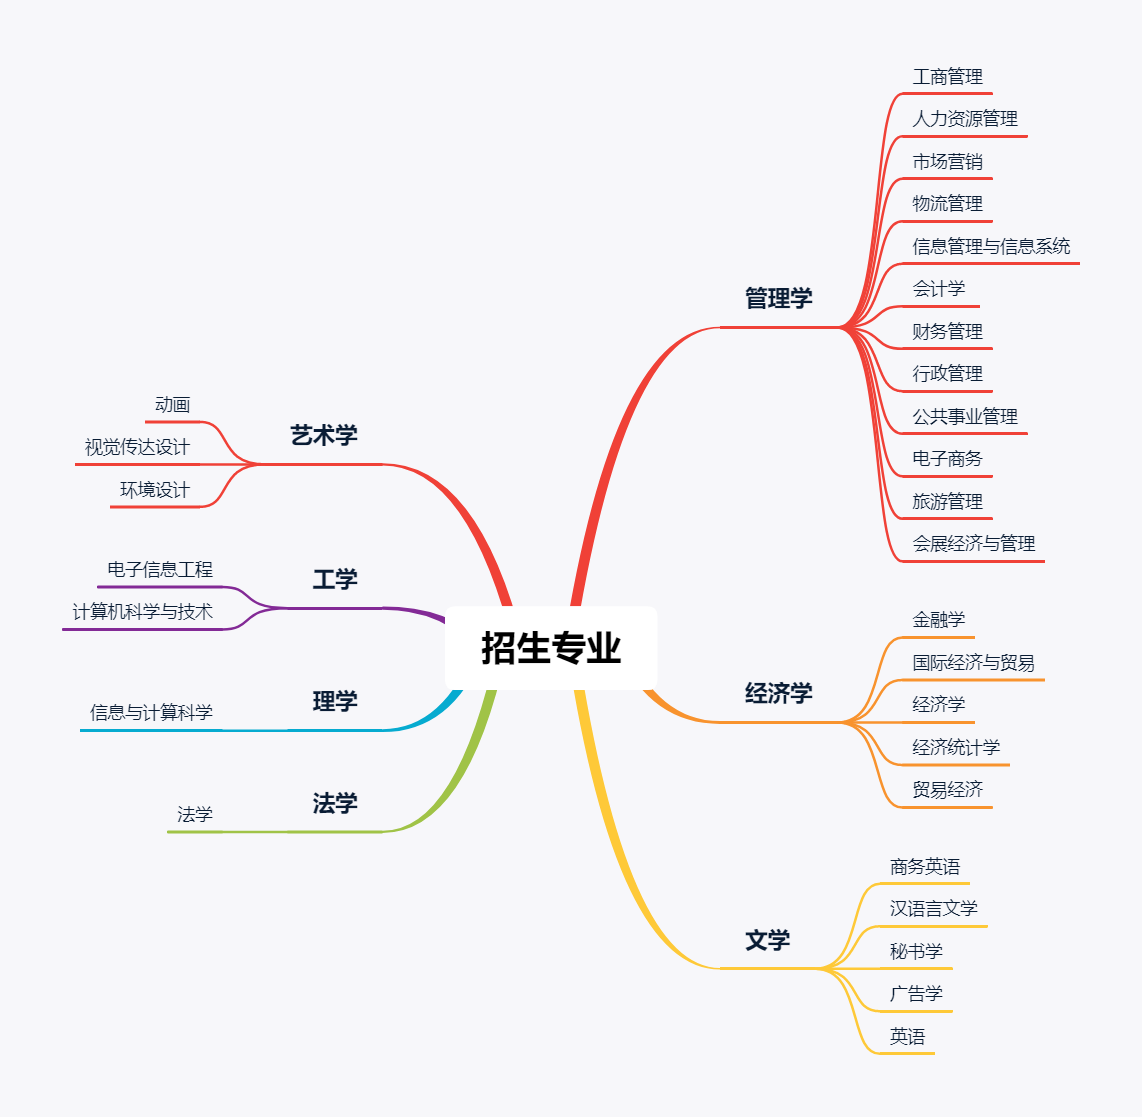 招生专业
管理学
工商管理
人力资源管理
市场营销
物流管理
信息管理与信息系统
会计学
财务管理
行政管理
公共事业管理
电子商务
旅游管理
会展经济与管理
经济学
金融学
国际经济与贸易
经济学
经济统计学
贸易经济
文学
商务英语
汉语言文学
秘书学
广告学
英语
艺术学
动画
视觉传达设计
环境设计
工学
电子信息工程
计算机科学与技术
理学
信息与计算科学
法学
法学